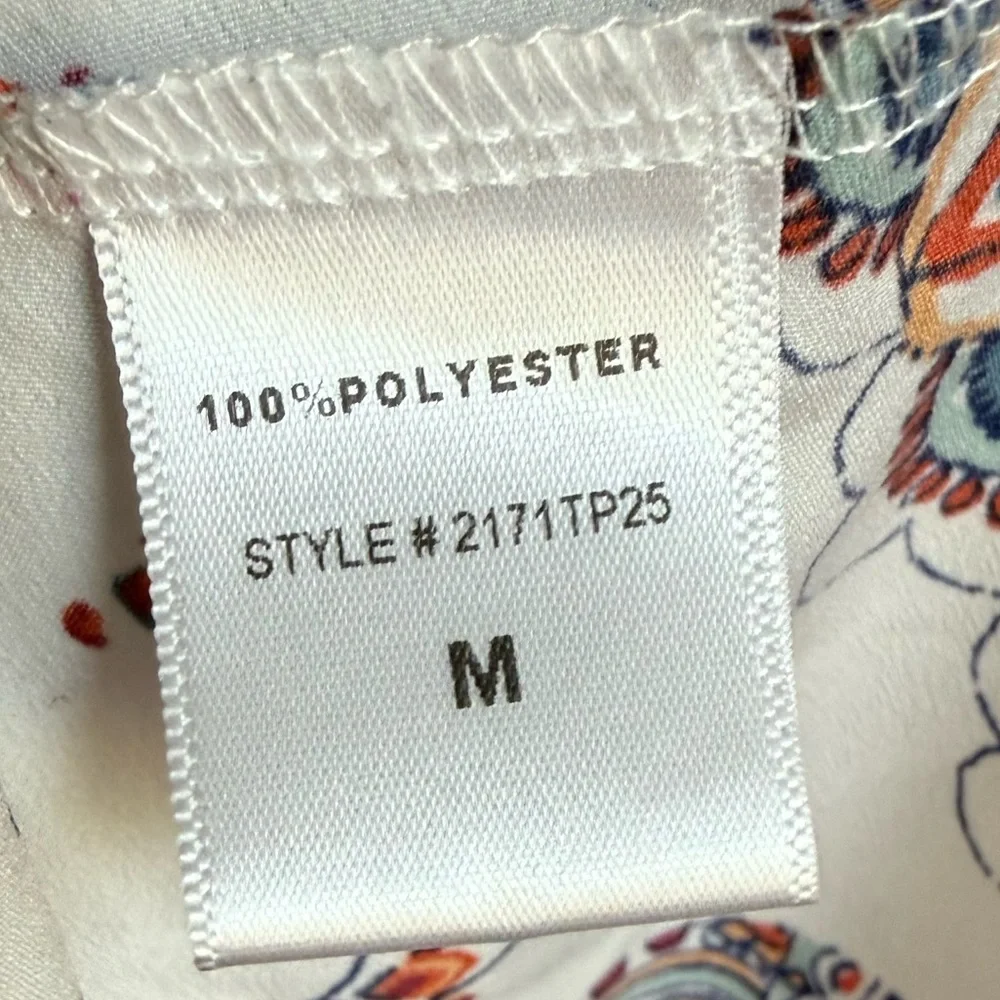 100%POLYESTER
STYLE # 2171TP25
M